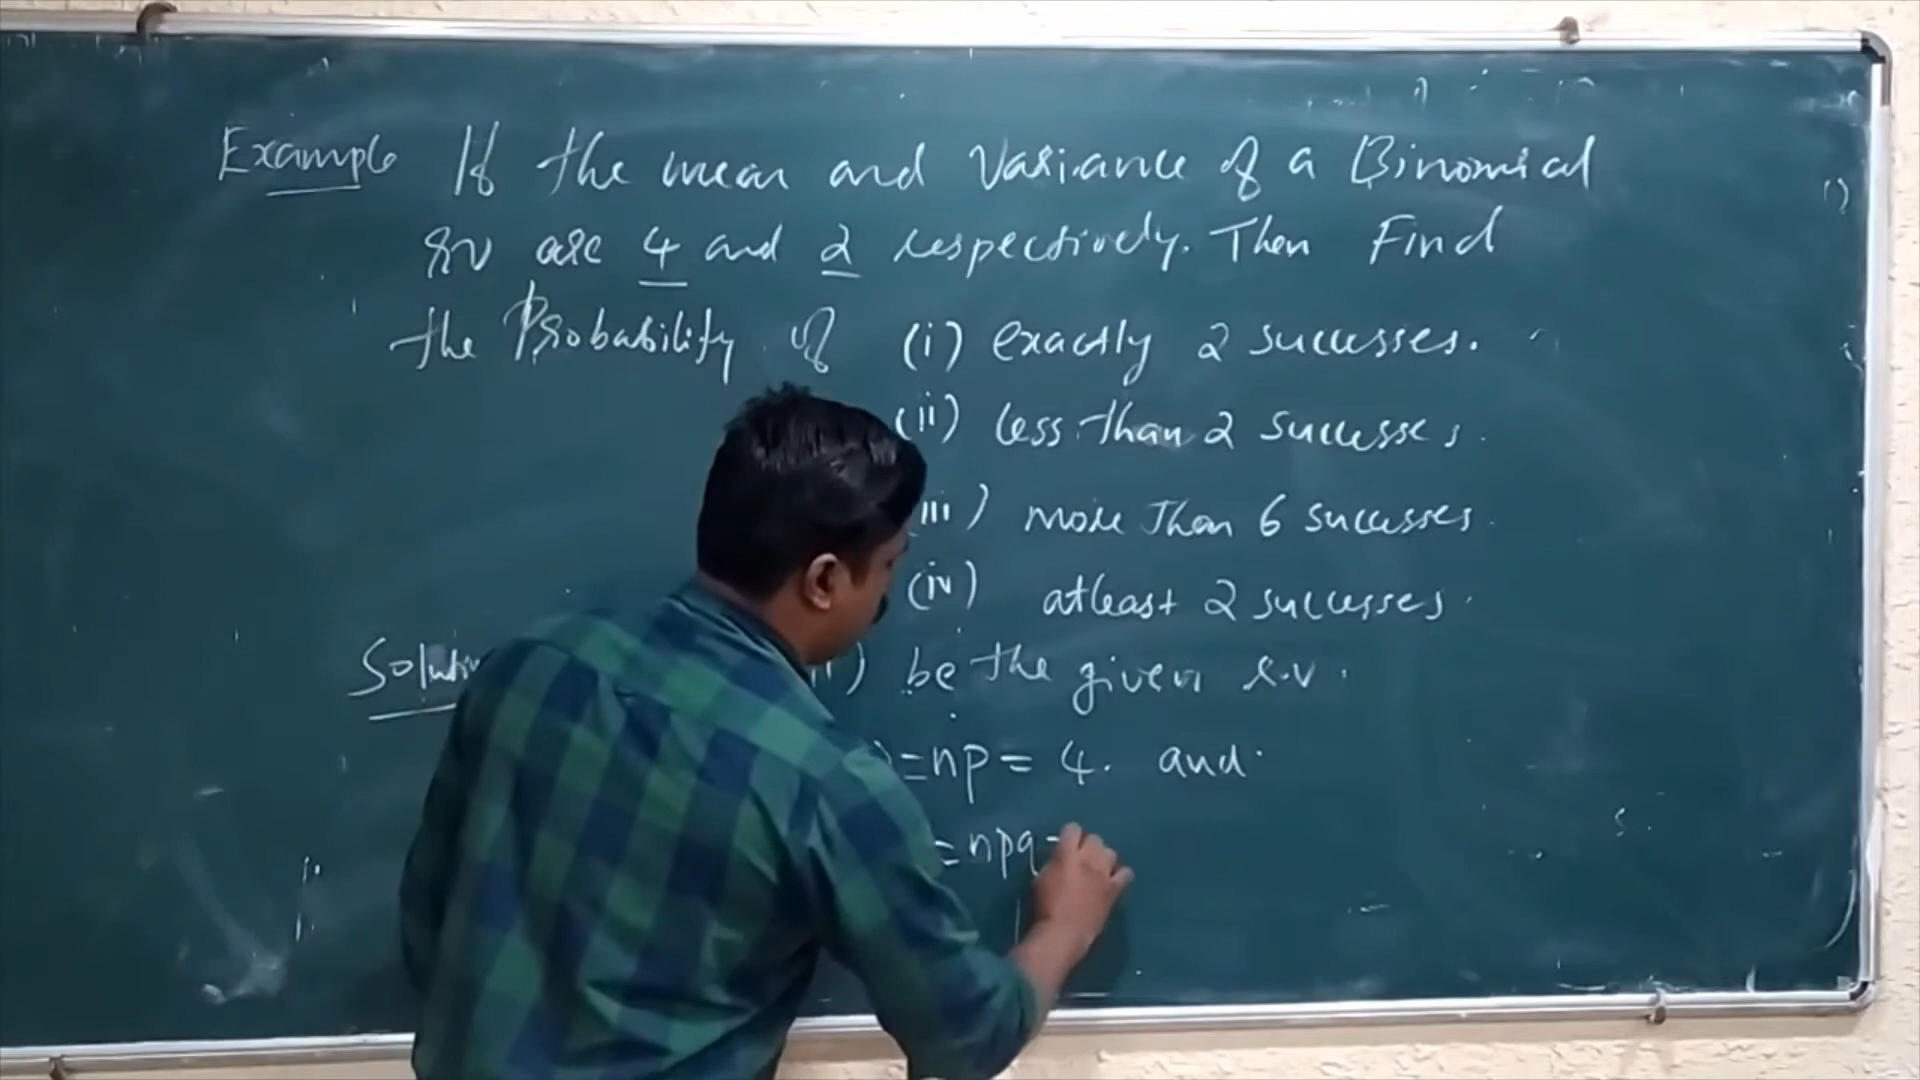 Example If the mean and Variance of a Binomial
rv are 4 and 2 respectively. Then Find
the Probability of (i) exactly 2 successes.
(ii) less than 2 successes.
iii) more than 6 successes.
(iv) atleast 2 successes.
Solution ) be the given r.v.
) = np = 4. and
= npq =